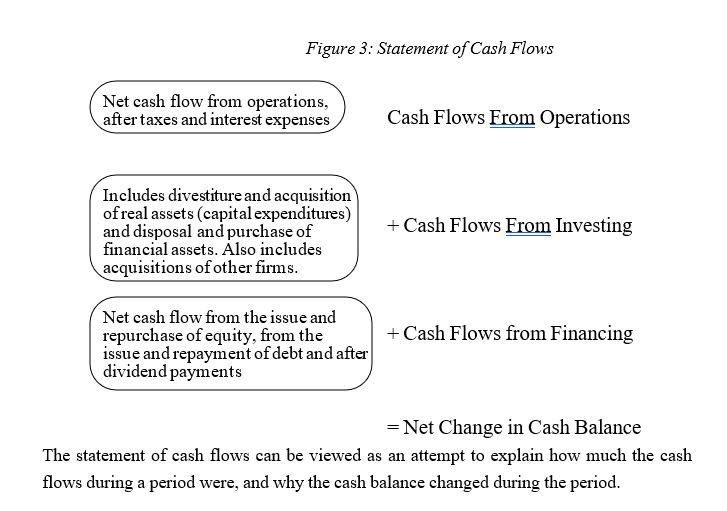 Figure 3: Statement of Cash Flows
Net cash flow from operations,
after taxes and interest expenses
Cash Flows From Operations
Includes divestiture and acquisition
of real assets (capital expenditures)
and disposal and purchase of
financial assets. Also includes
acquisitions of other firms.
+ Cash Flows From Investing
Net cash flow from the issue and
repurchase of equity, from the
issue and repayment of debt and after
dividend payments
+ Cash Flows from Financing
= Net Change in Cash Balance
The statement of cash flows can be viewed as an attempt to explain how much the cash
flows during a period were, and why the cash balance changed during the period.